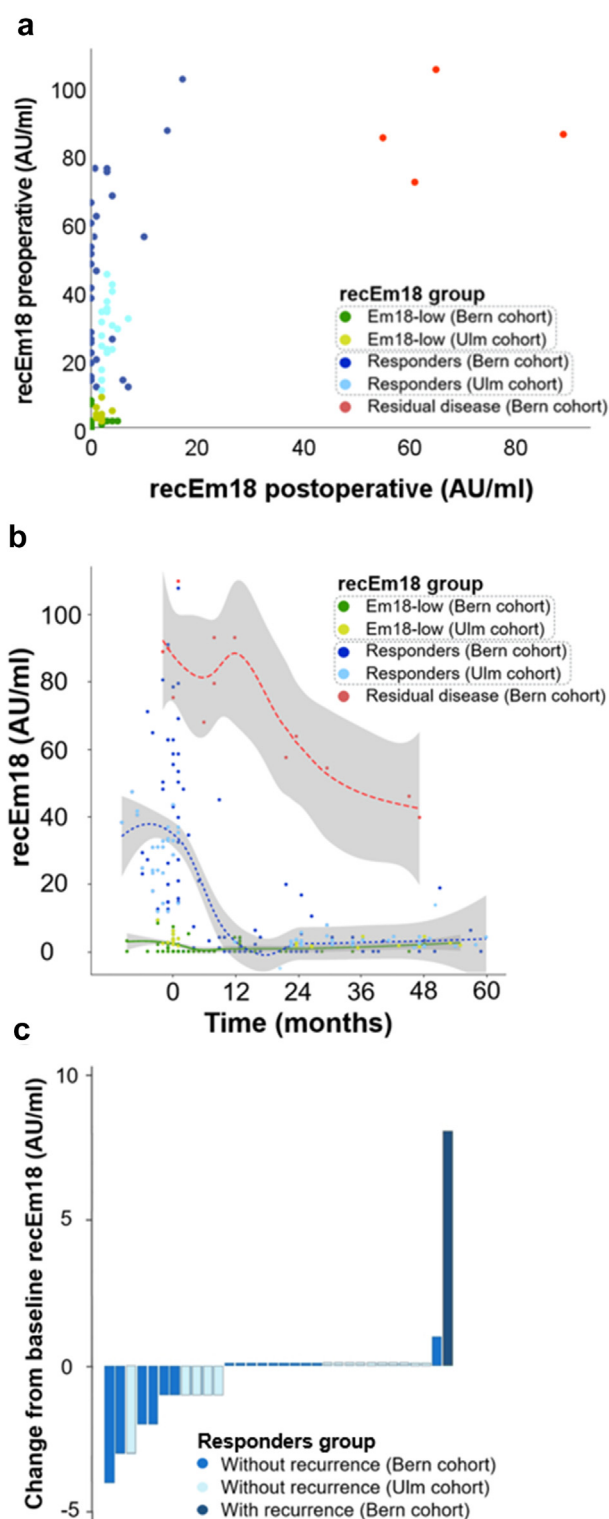 a
recEm18 preoperative (AU/ml)
100
80
60
40
20
0
recEm18 group
Em18-low (Bern cohort)
Em18-low (Ulm cohort)
Responders (Bern cohort)
Responders (Ulm cohort)
Residual disease (Bern cohort)
0 20 40 60 80
recEm18 postoperative (AU/ml)
b
recEm18 (AU/ml)
100
80
60
40
20
0
recEm18 group
Em18-low (Bern cohort)
Em18-low (Ulm cohort)
Responders (Bern cohort)
Responders (Ulm cohort)
Residual disease (Bern cohort)
0 12 24 36 48 60
Time (months)
c
Change from baseline recEm18 (AU/ml)
10
5
0
-5
Responders group
Without recurrence (Bern cohort)
Without recurrence (Ulm cohort)
With recurrence (Bern cohort)